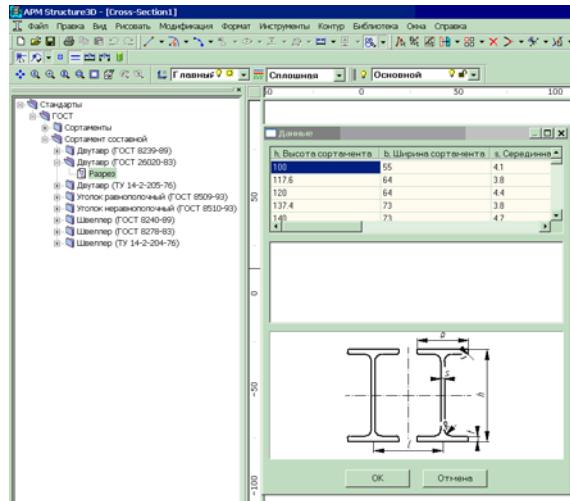 APM Structure3D - [Cross-Section1]
Файл Правка Вид Рисовать Модификация Формат Инструменты Контур Библиотека Окна Справка
Главный Сплошная Основной
50 0 50 100
Стандарты
ГОСТ
Сортаменты
Сортамент составной
Двутавр (ГОСТ 8239-89)
Двутавр (ГОСТ 26020-83)
Разрез
Двутавр (ТУ 14-2-205-76)
Уголок равнополочный (ГОСТ 8509-93)
Уголок неравнополочный (ГОСТ 8510-93)
Швеллер (ГОСТ 8240-89)
Швеллер (ГОСТ 8278-83)
Швеллер (ТУ 14-2-204-76)
50
0
-50
-100
Данные
h, Высота сортамента b, Ширина сортамента s, Серединна
100 55 4.1
117.6 64 3.8
120 64 4.4
137.4 73 3.8
140 73 4.7
s
h
l
OK Отмена